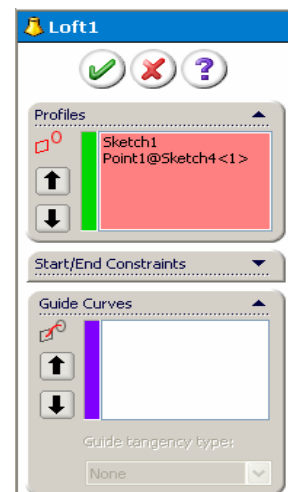 Loft1
Profiles
Sketch1
Point1@Sketch4<1>
Start/End Constraints
Guide Curves
Guide tangency type:
None